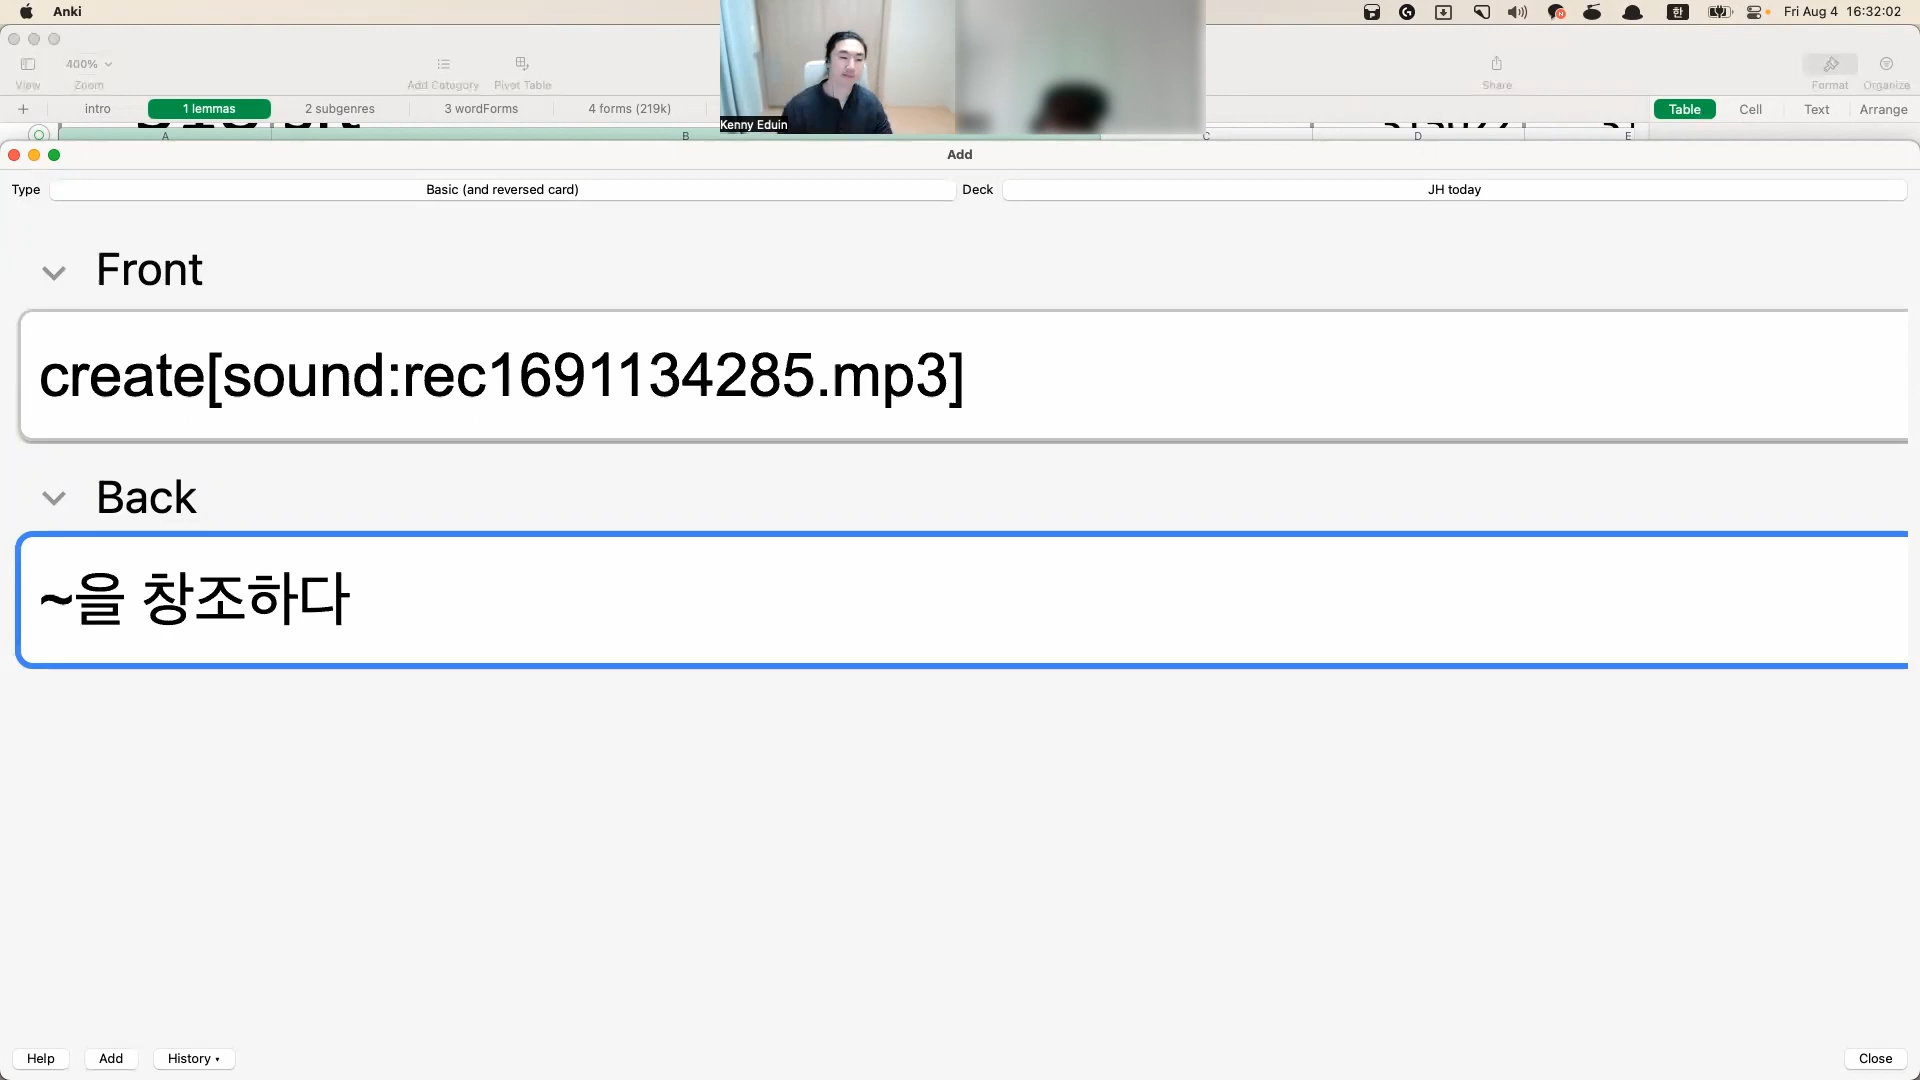 Anki
Fri Aug 4 16:32:02
400%
View
Zoom
Add Category
Pivot Table
Share
Format
Organize
intro
1 lemmas
2 subgenres
3 wordForms
4 forms (219k)
Table
Cell
Text
Arrange
Kenny Eduin
A
B
C
D
E
Add
Type
Basic (and reversed card)
Deck
JH today
Front
create[sound:rec1691134285.mp3]
Back
~을 창조하다
Help
Add
History
Close